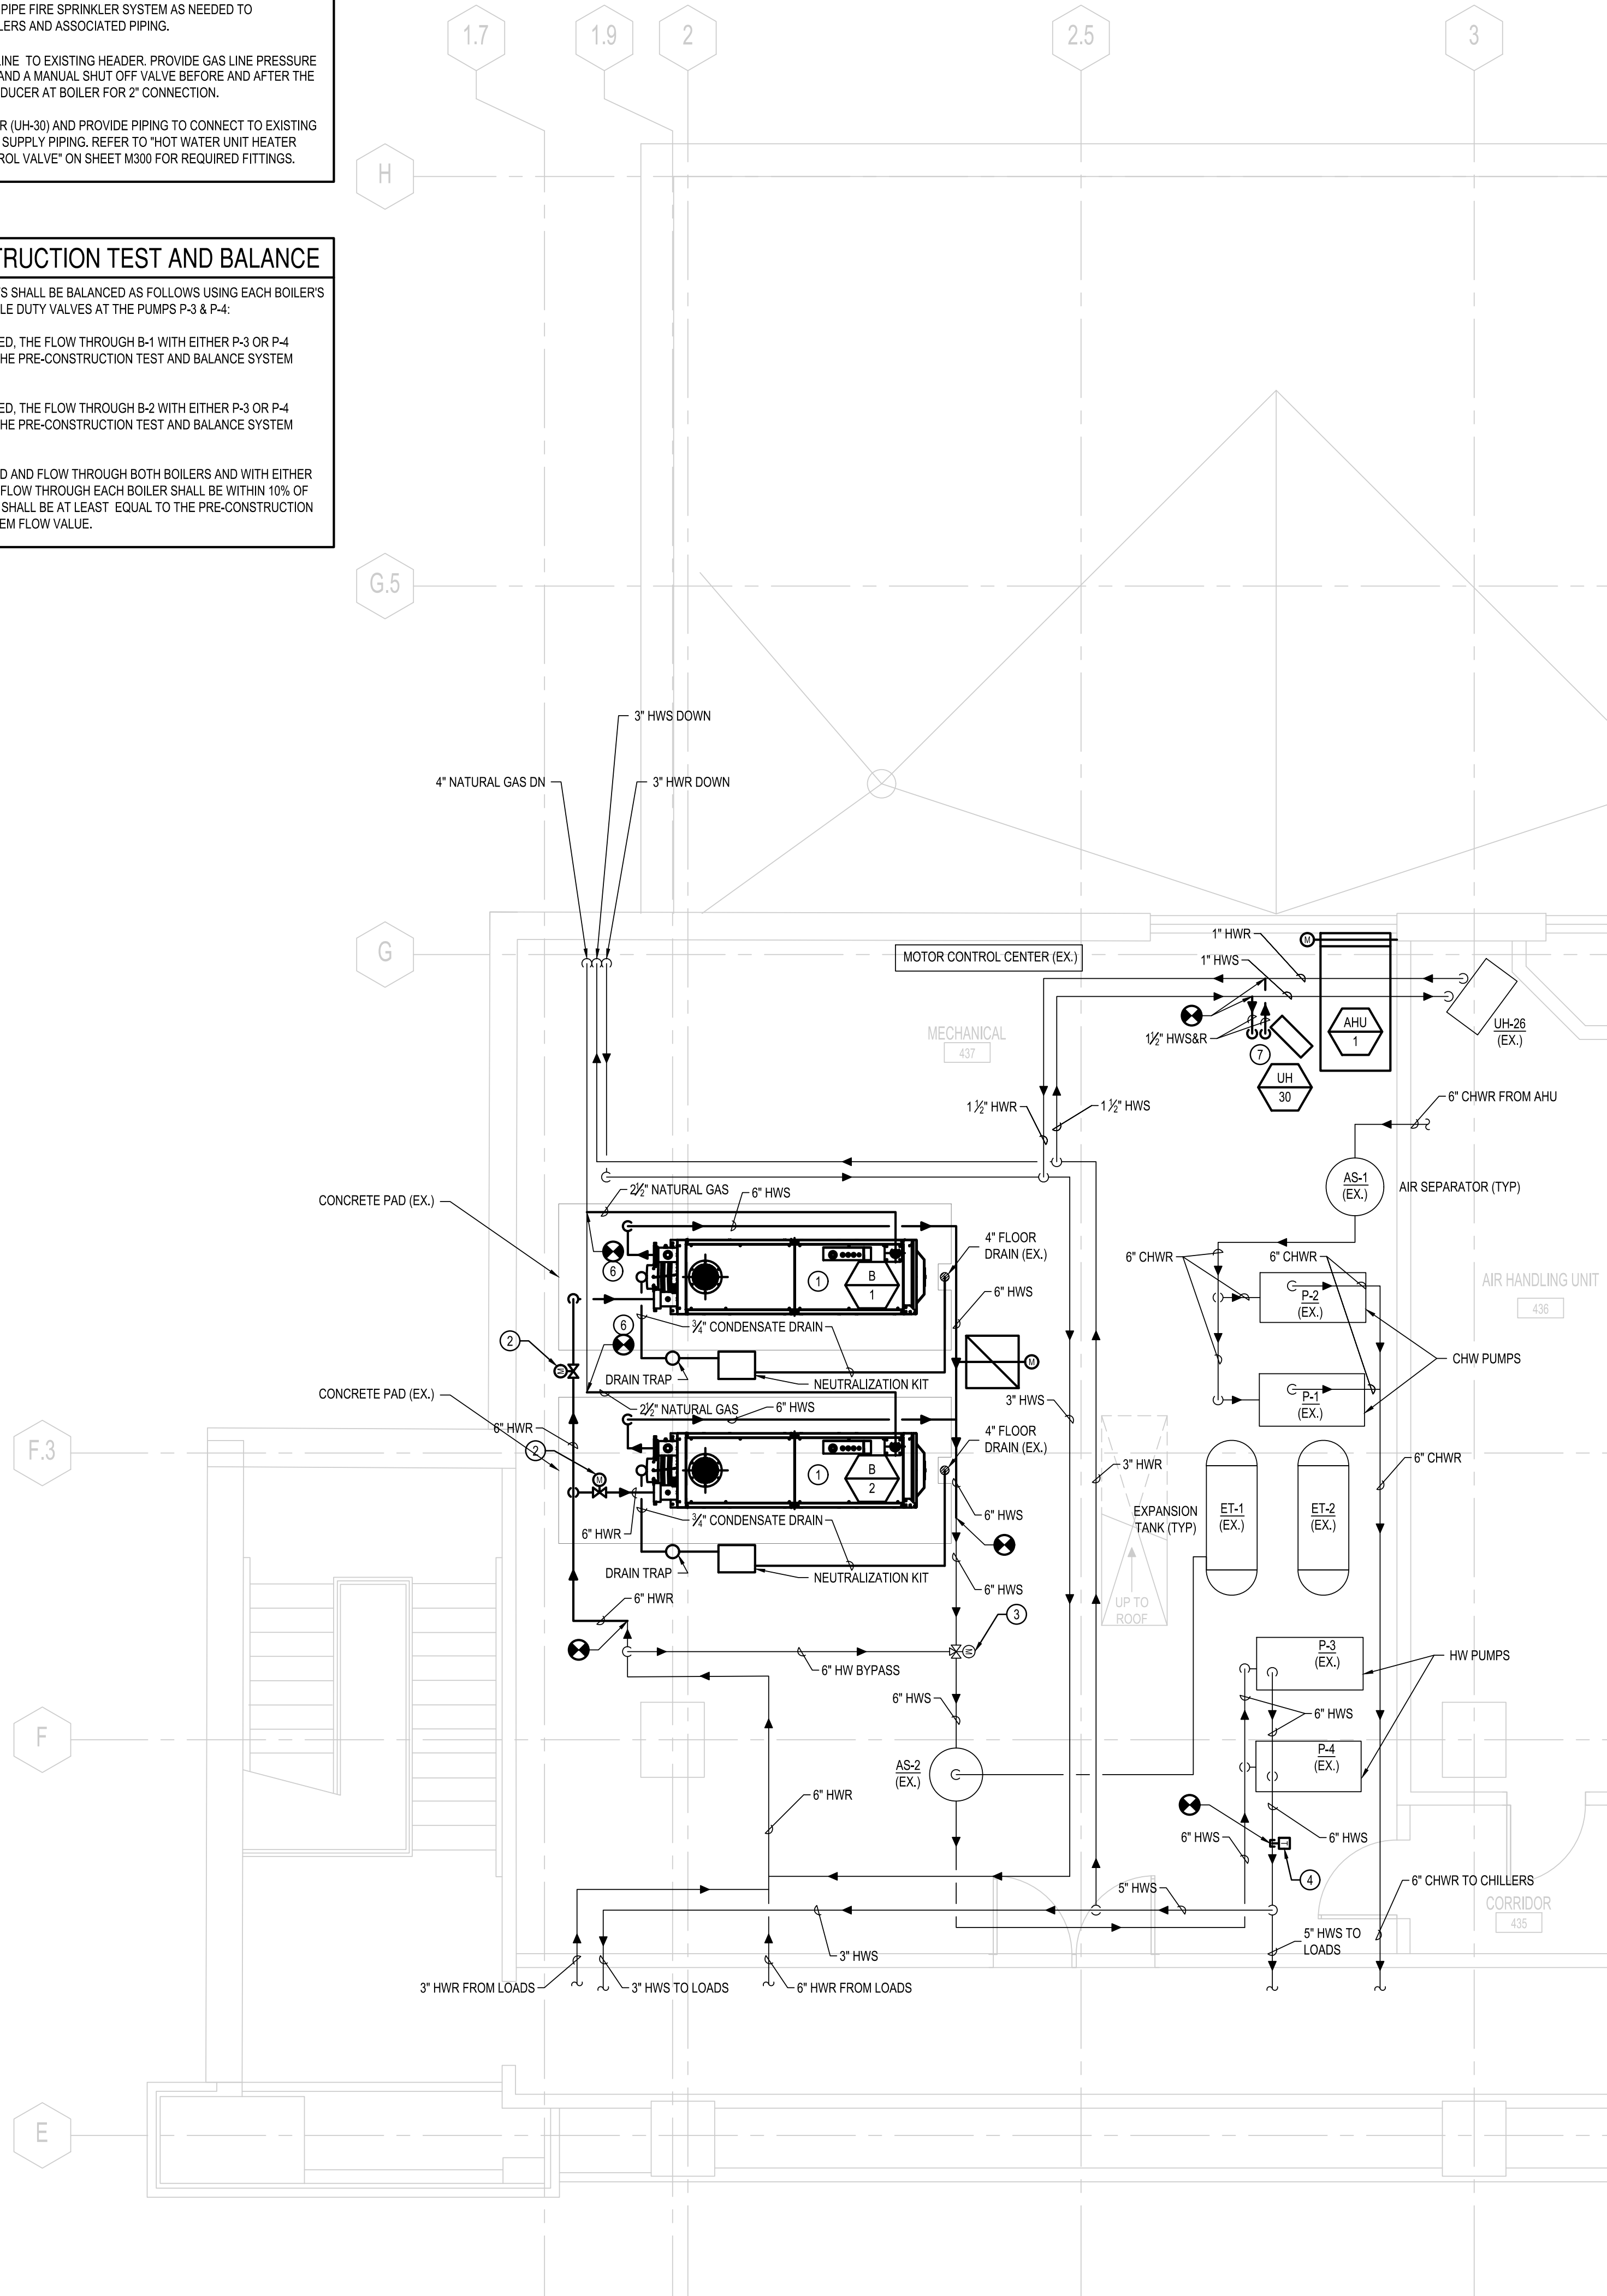 PIPE FIRE SPRINKLER SYSTEM AS NEEDED TO
LERS AND ASSOCIATED PIPING.
LINE TO EXISTING HEADER. PROVIDE GAS LINE PRESSURE
AND A MANUAL SHUT OFF VALVE BEFORE AND AFTER THE
DUCER AT BOILER FOR 2" CONNECTION.
R (UH-30) AND PROVIDE PIPING TO CONNECT TO EXISTING
SUPPLY PIPING. REFER TO "HOT WATER UNIT HEATER
ROL VALVE" ON SHEET M300 FOR REQUIRED FITTINGS.
TRUCTION TEST AND BALANCE
S SHALL BE BALANCED AS FOLLOWS USING EACH BOILER'S
LE DUTY VALVES AT THE PUMPS P-3 & P-4:
ED, THE FLOW THROUGH B-1 WITH EITHER P-3 OR P-4
HE PRE-CONSTRUCTION TEST AND BALANCE SYSTEM
ED, THE FLOW THROUGH B-2 WITH EITHER P-3 OR P-4
HE PRE-CONSTRUCTION TEST AND BALANCE SYSTEM
D AND FLOW THROUGH BOTH BOILERS AND WITH EITHER
FLOW THROUGH EACH BOILER SHALL BE WITHIN 10% OF
SHALL BE AT LEAST EQUAL TO THE PRE-CONSTRUCTION
EM FLOW VALUE.
1.7
1.9
2
2.5
3
H
G.5
G
F.3
F
E
3" HWS DOWN
4" NATURAL GAS DN
3" HWR DOWN
MOTOR CONTROL CENTER (EX.)
1" HWR
1" HWS
M
AHU
1
UH-26
(EX.)
MECHANICAL
437
1½" HWS&R
7
UH
30
1 ½" HWR
1 ½" HWS
6" CHWR FROM AHU
AS-1
(EX.)
AIR SEPARATOR (TYP)
CONCRETE PAD (EX.)
2½" NATURAL GAS
6" HWS
6
1
B
1
4" FLOOR
DRAIN (EX.)
6" HWS
6" CHWR
6" CHWR
P-2
(EX.)
AIR HANDLING UNIT
436
¾" CONDENSATE DRAIN
6
2
M
DRAIN TRAP
NEUTRALIZATION KIT
M
CHW PUMPS
P-1
(EX.)
CONCRETE PAD (EX.)
2½" NATURAL GAS
6" HWS
3" HWS
6" HWR
2
M
1
B
2
4" FLOOR
DRAIN (EX.)
3" HWR
6" CHWR
6" HWR
¾" CONDENSATE DRAIN
6" HWS
EXPANSION
TANK (TYP)
ET-1
(EX.)
ET-2
(EX.)
DRAIN TRAP
NEUTRALIZATION KIT
6" HWS
6" HWR
UP TO
ROOF
3
M
6" HW BYPASS
P-3
(EX.)
HW PUMPS
6" HWS
6" HWS
P-4
(EX.)
AS-2
(EX.)
6" HWR
6" HWS
6" HWS
T
4
5" HWS
6" CHWR TO CHILLERS
CORRIDOR
435
3" HWS
5" HWS TO
LOADS
3" HWR FROM LOADS
3" HWS TO LOADS
6" HWR FROM LOADS